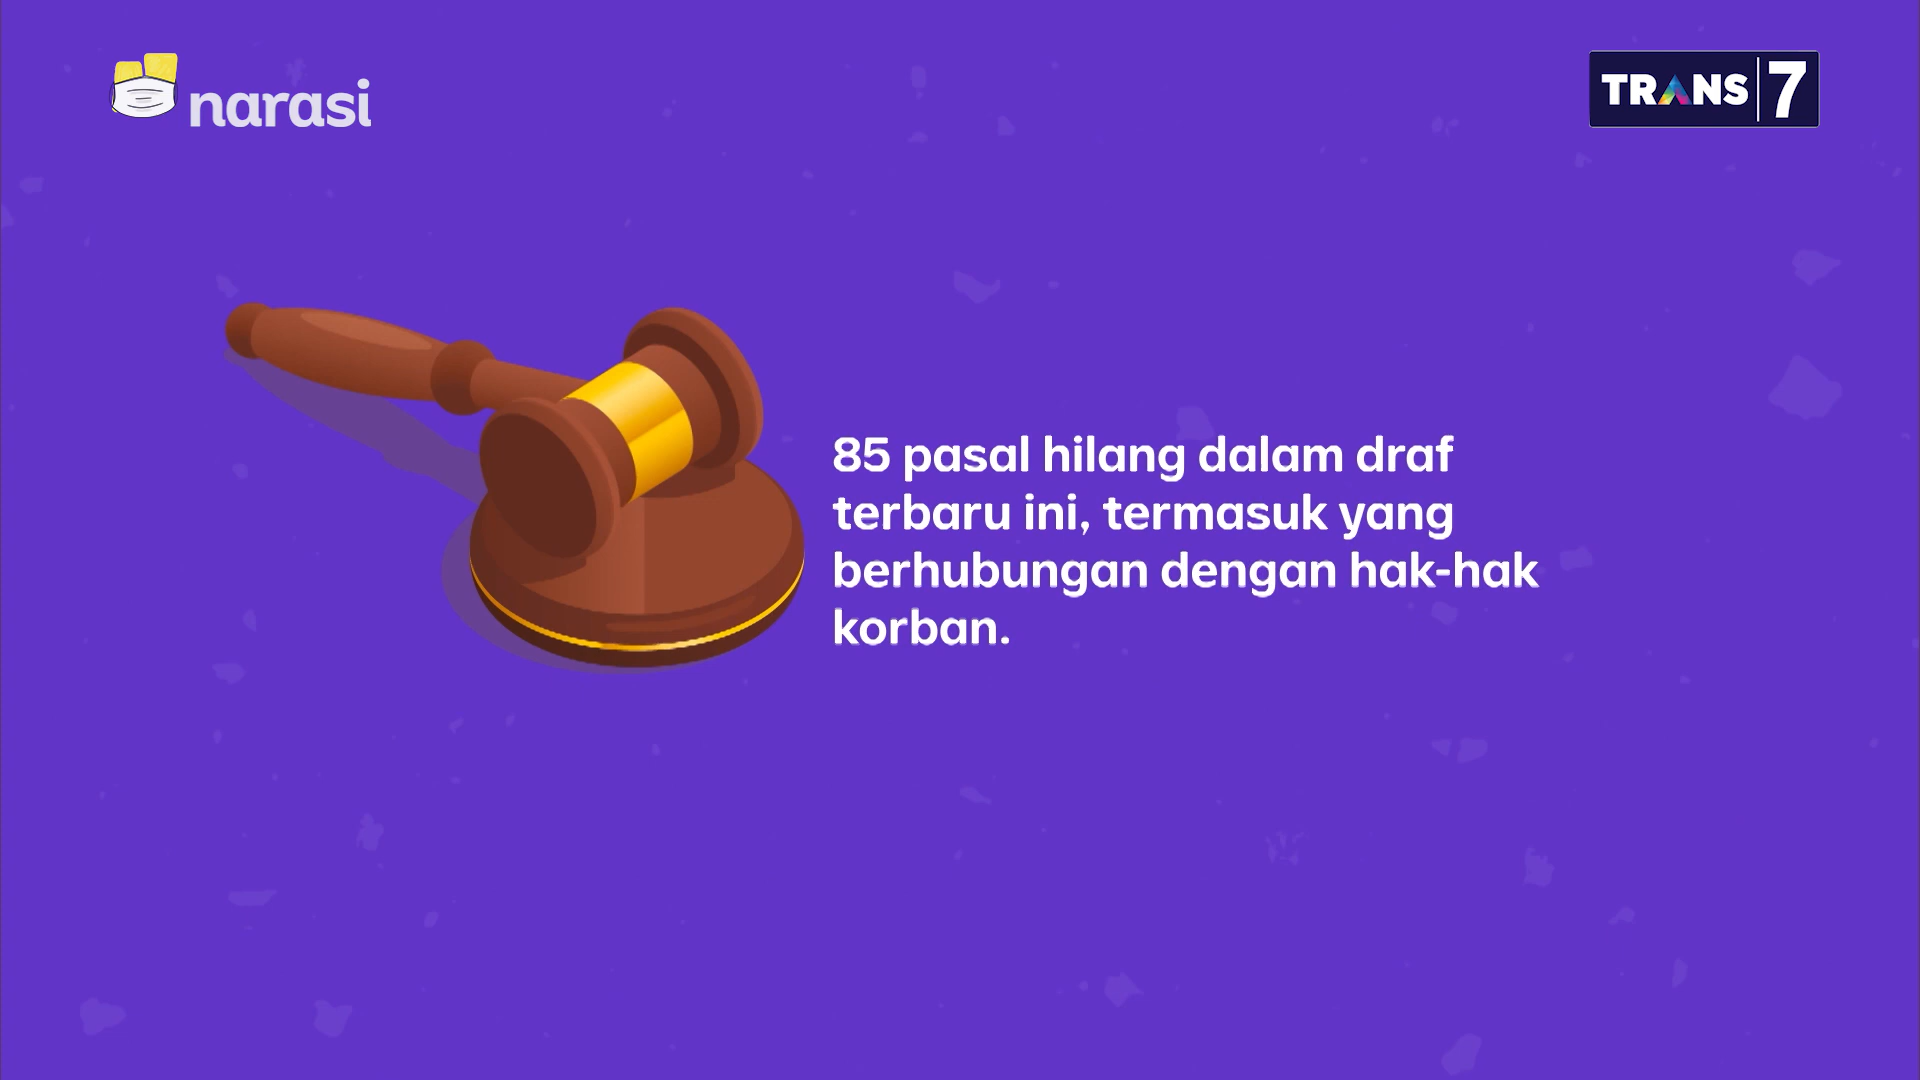 narasi
TRANS 7
85 pasal hilang dalam draf
terbaru ini, termasuk yang
berhubungan dengan hak-hak
korban.